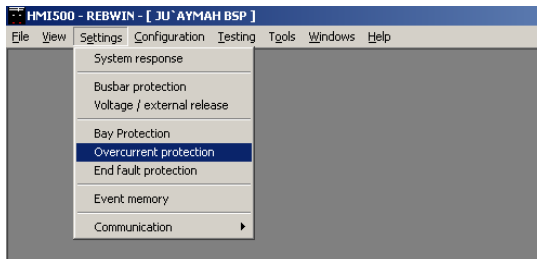 HMI500 - REBWIN - [ JU`AYMAH BSP ]
File View Settings Configuration Testing Tools Windows Help
System response
Busbar protection
Voltage / external release
Bay Protection
Overcurrent protection
End fault protection
Event memory
Communication